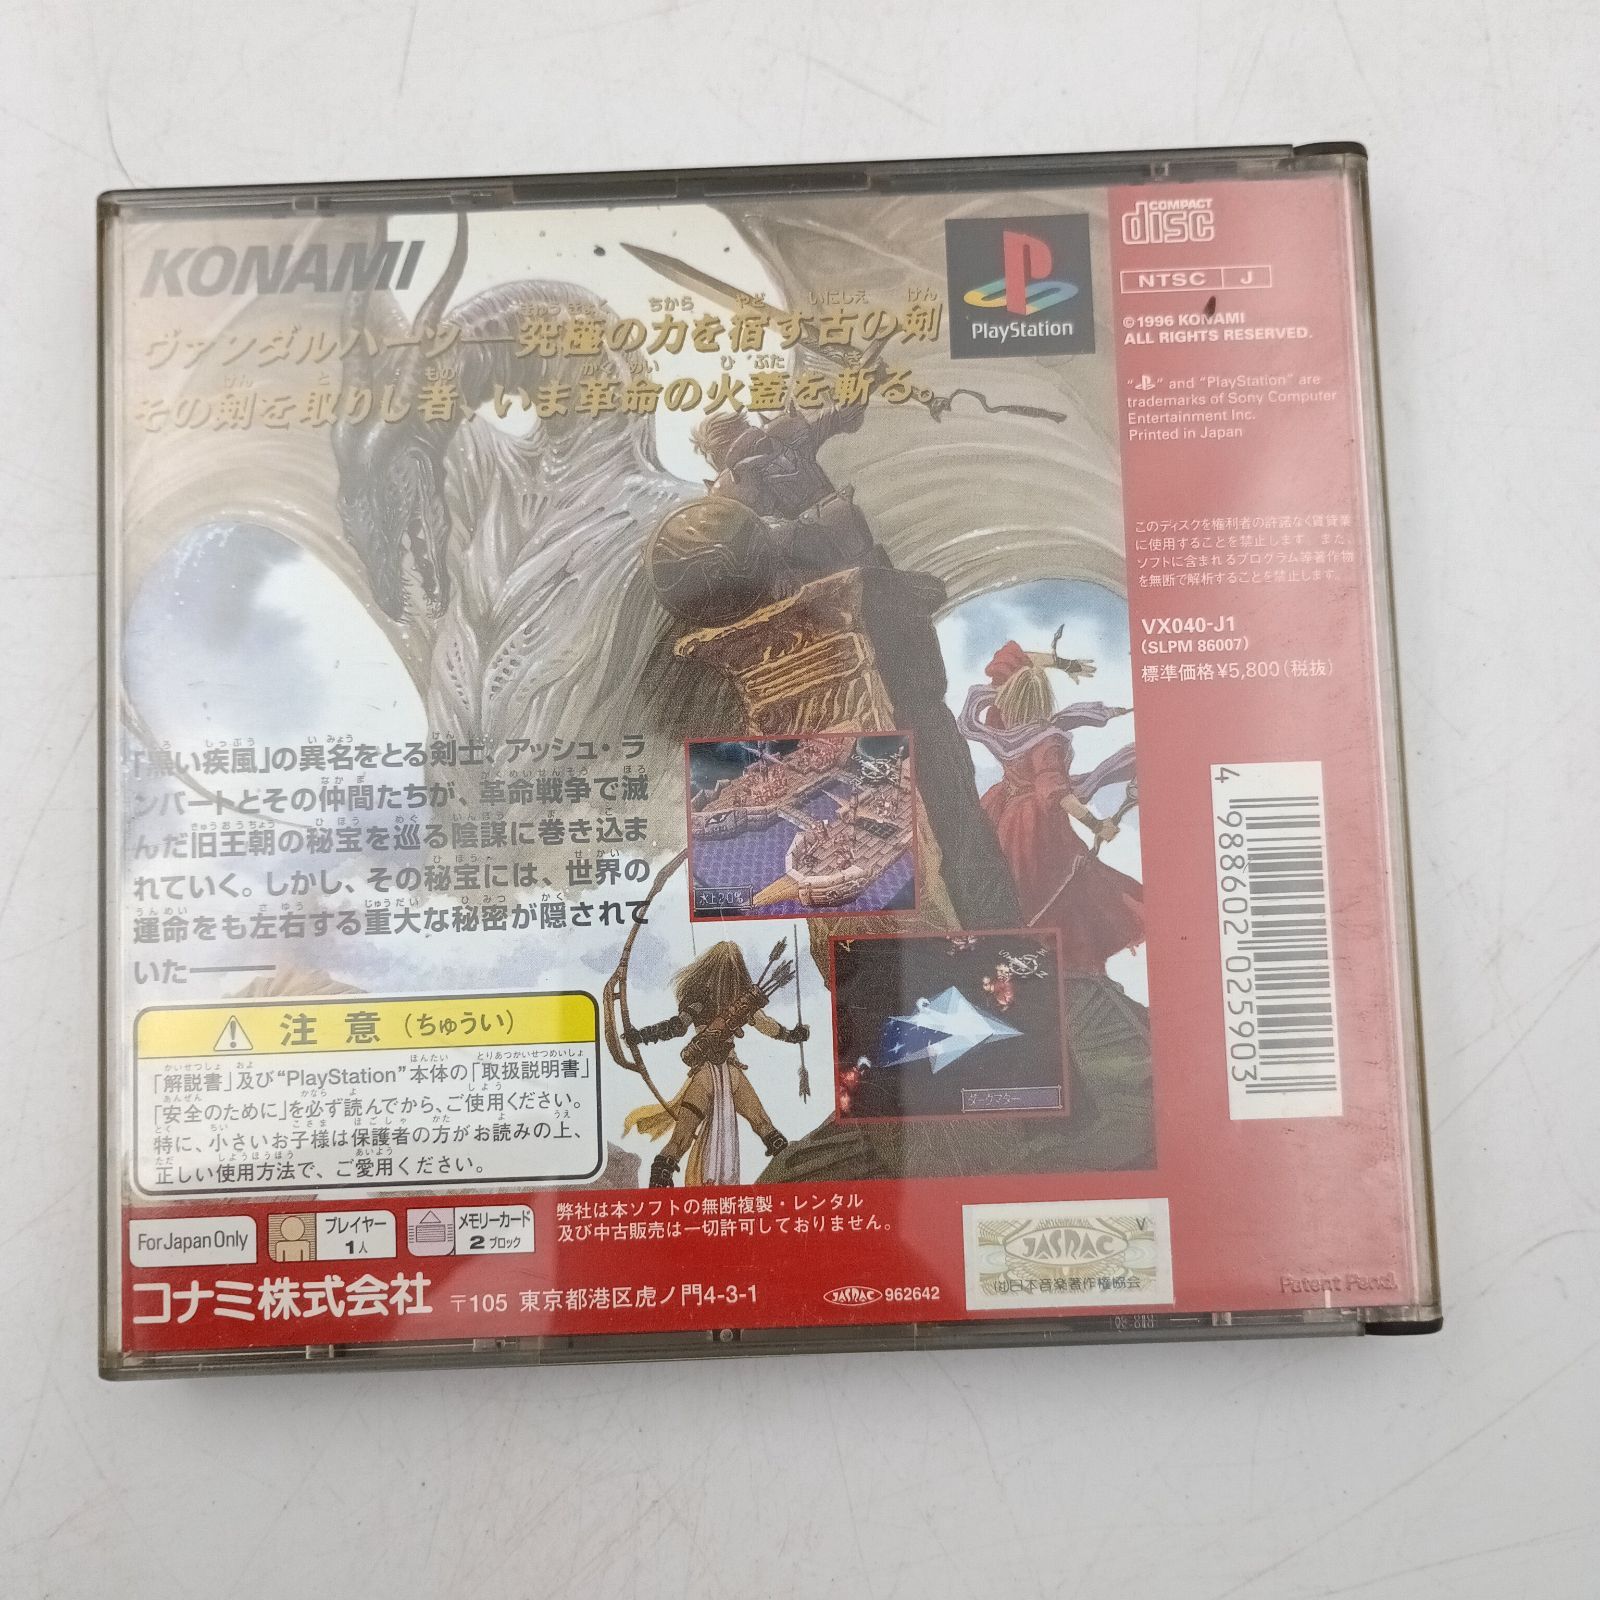 KONAMI
ヴァンダルハーツ―究極の力を宿す古の剣
その剣を取りし者、いま革命の火蓋を斬る。
PlayStation
COMPACT
disc
NTSC J
©1996 KONAMI
ALL RIGHTS RESERVED.
" " and "PlayStation" are
trademarks of Sony Computer
Entertainment Inc.
Printed in Japan
このディスクを権利者の許諾なく賃貸業
に使用することを禁止します。また、
ソフトに含まれるプログラム等著作物
を無断で解析することを禁止します。
VX040-J1
(SLPM 86007)
標準価格¥5,800(税抜)
4 988602 025903
「黒い疾風」の異名をとる剣士、アッシュ・ラ
ンバートとその仲間たちが、革命戦争で滅
んだ旧王朝の秘宝を巡る陰謀に巻き込ま
れていく。しかし、その秘宝には、世界の
運命をも左右する重大な秘密が隠されて
いた――
水上20%
ダークマター
注意(ちゅうい)
「解説書」及び"PlayStation"本体の「取扱説明書」
「安全のために」を必ず読んでから、ご使用ください。
特に、小さいお子様は保護者の方がお読みの上、
正しい使用方法で、ご愛用ください。
For Japan Only
プレイヤー
1人
メモリーカード
2ブロック
弊社は本ソフトの無断複製・レンタル
及び中古販売は一切許可しておりません。
コナミ株式会社 〒105 東京都港区虎ノ門4-3-1
JASRAC 962642
V
JASRAC
(社)日本音楽著作権協会
Patent Pend.